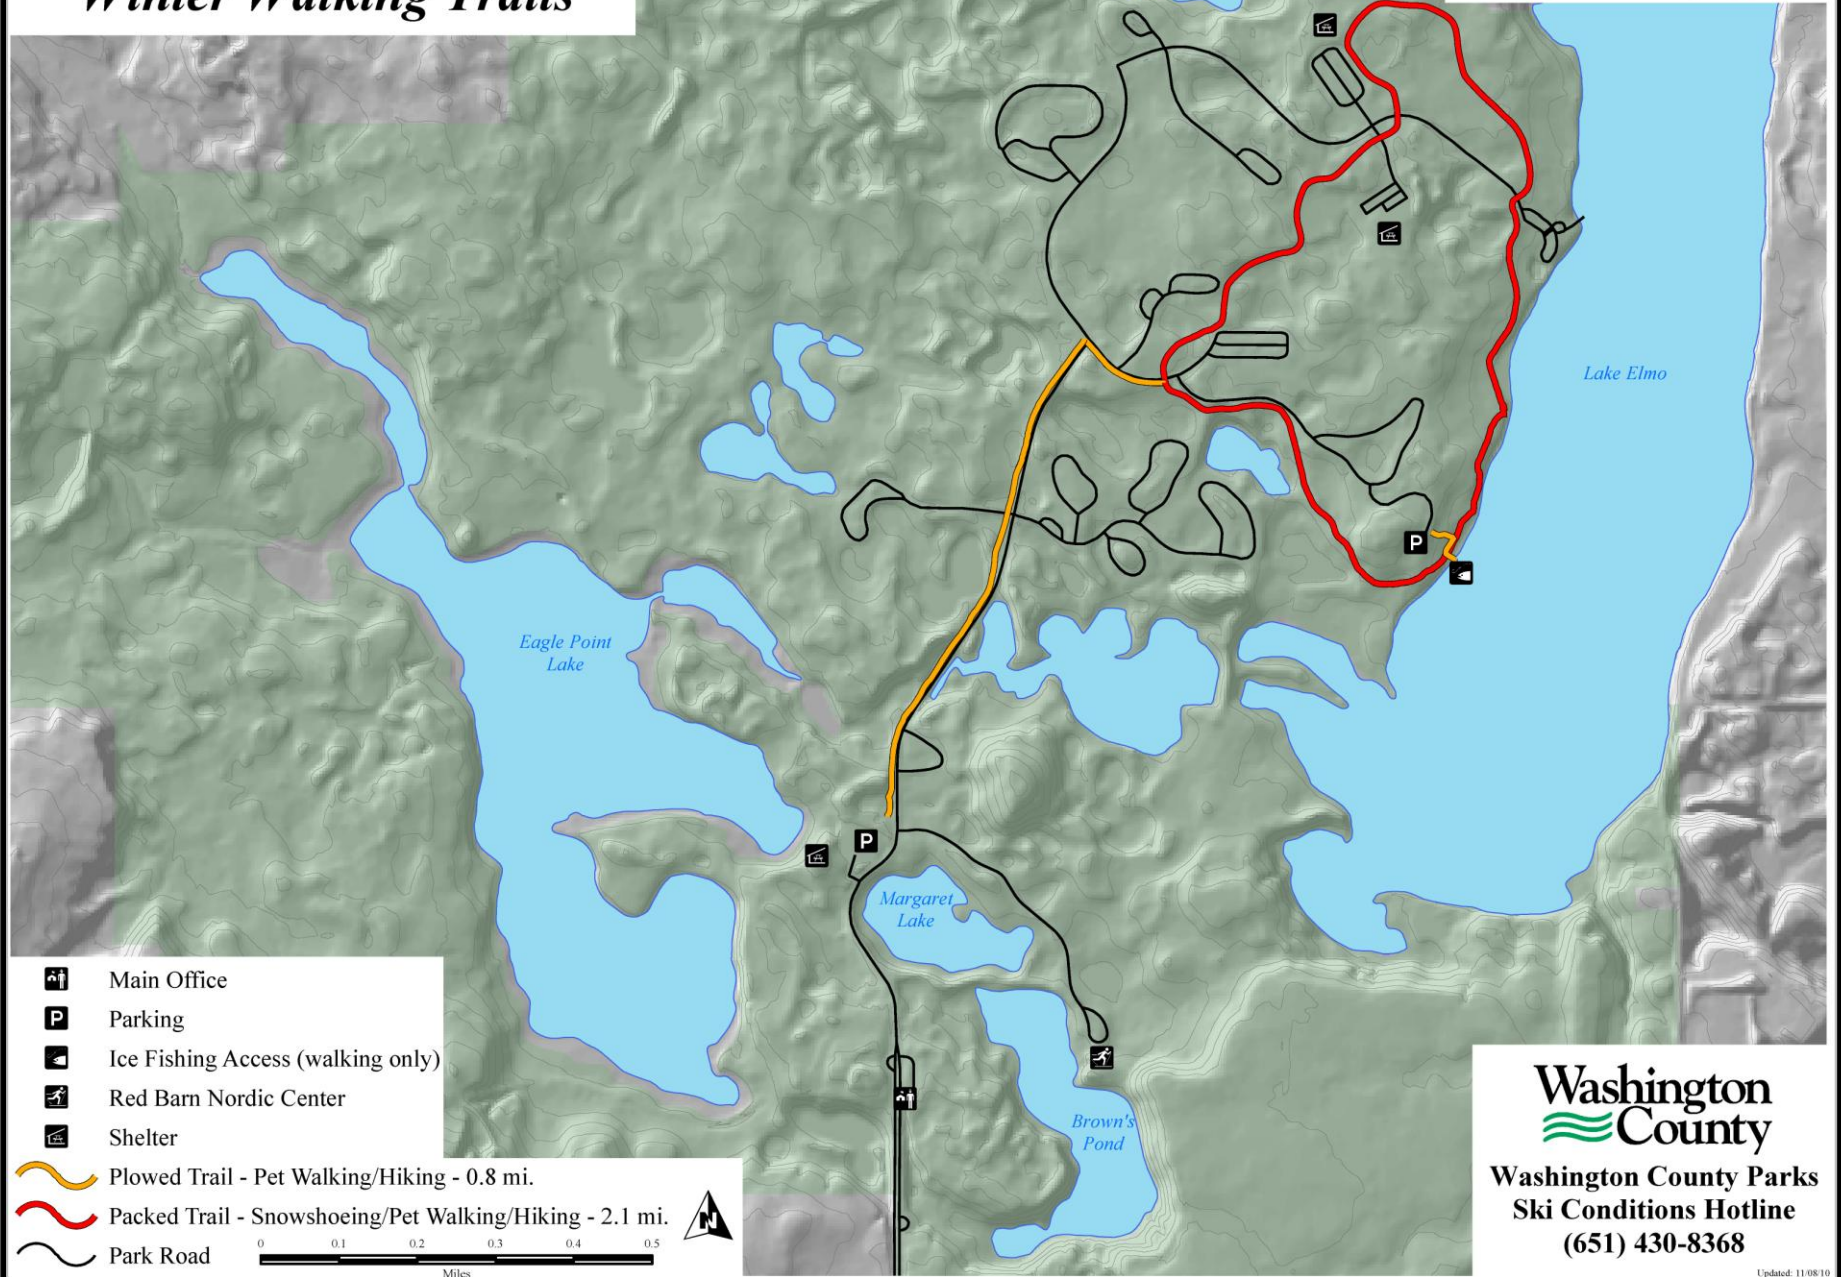 Winter Walking Trails
Lake Elmo
Eagle Point
Lake
Margaret
Lake
Brown's
Pond
P
P
Main Office
P Parking
Ice Fishing Access (walking only)
Red Barn Nordic Center
Shelter
Plowed Trail - Pet Walking/Hiking - 0.8 mi.
Packed Trail - Snowshoeing/Pet Walking/Hiking - 2.1 mi.
Park Road
0 0.1 0.2 0.3 0.4 0.5
Miles
N
Washington
County
Washington County Parks
Ski Conditions Hotline
(651) 430-8368
Updated: 11/08/10